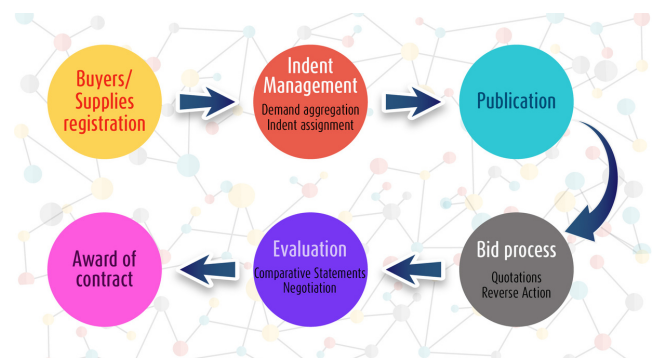 Buyers/
Supplies
registration
Indent
Management
Demand aggregation
Indent assignment
Publication
Bid process
Quotations
Reverse Action
Evaluation
Comparative Statements
Negotiation
Award of
contract